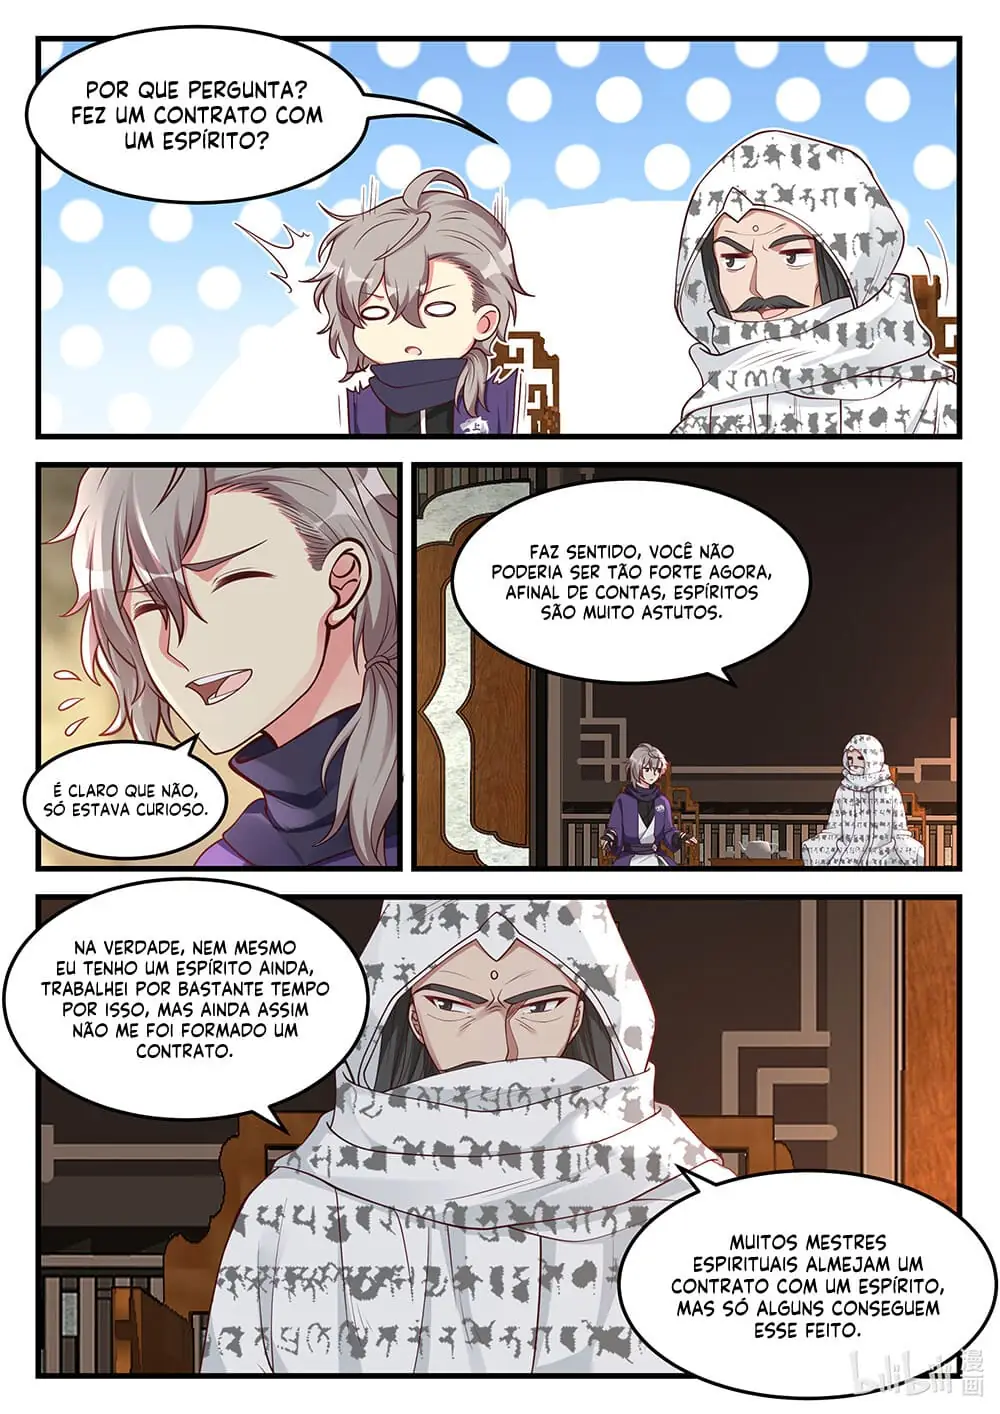 POR QUE PERGUNTA?
FEZ UM CONTRATO COM
UM ESPÍRITO?
É CLARO QUE NÃO,
SÓ ESTAVA CURIOSO.
FAZ SENTIDO, VOCÊ NÃO
PODERIA SER TÃO FORTE AGORA,
AFINAL DE CONTAS, ESPÍRITOS
SÃO MUITO ASTUTOS.
NA VERDADE, NEM MESMO
EU TENHO UM ESPÍRITO AINDA,
TRABALHEI POR BASTANTE TEMPO
POR ISSO, MAS AINDA ASSIM
NÃO ME FOI FORMADO UM
CONTRATO.
MUITOS MESTRES
ESPIRITUAIS ALMEJAM UM
CONTRATO COM UM ESPÍRITO,
MAS SÓ ALGUNS CONSEGUEM
ESSE FEITO.
bilibili 漫画